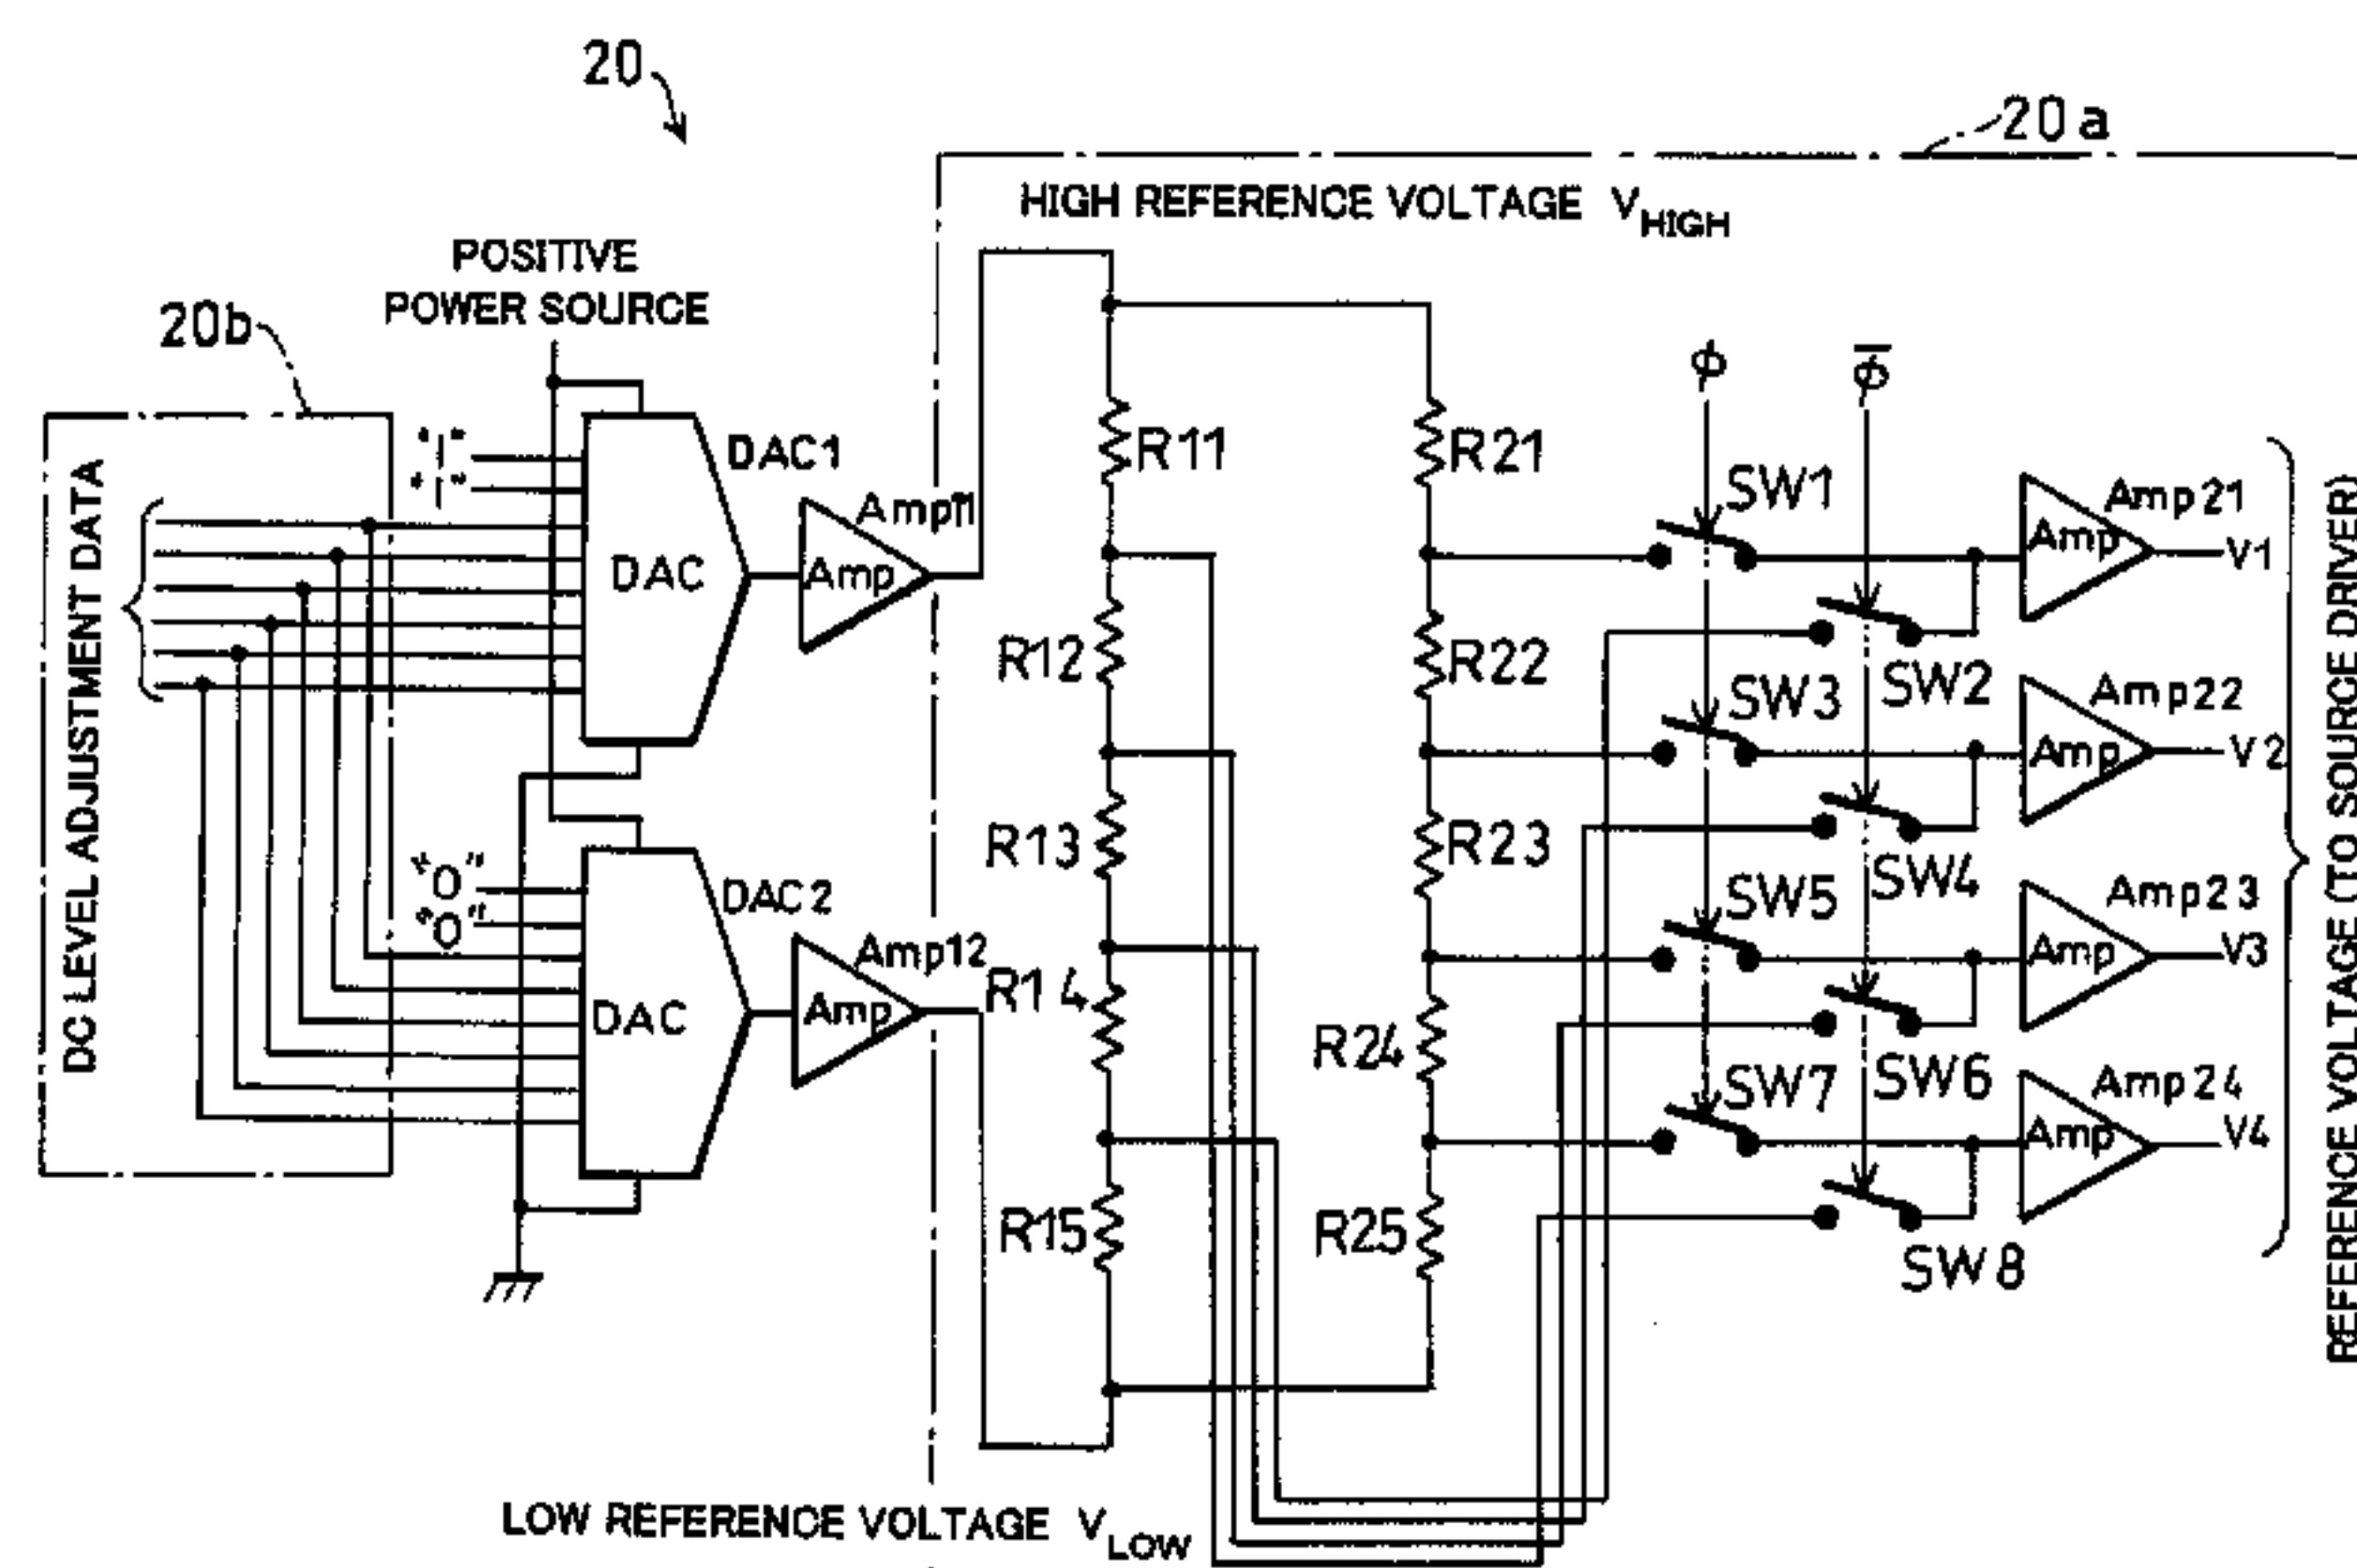 20
20a
HIGH REFERENCE VOLTAGE VHIGH
POSITIVE
POWER SOURCE
20b
DC LEVEL ADJUSTMENT DATA
"1"
"1"
DAC1
DAC
Amp11
Amp
"0"
"0"
DAC2
DAC
Amp12
Amp
R11
R12
R13
R14
R15
R21
R22
R23
R24
R25
ϕ
ϕ̅
SW1
SW2
SW3
SW4
SW5
SW6
SW7
SW8
Amp21
Amp
V1
Amp22
Amp
V2
Amp23
Amp
V3
Amp24
Amp
V4
REFERENCE VOLTAGE (TO SOURCE DRIVER)
LOW REFERENCE VOLTAGE VLOW